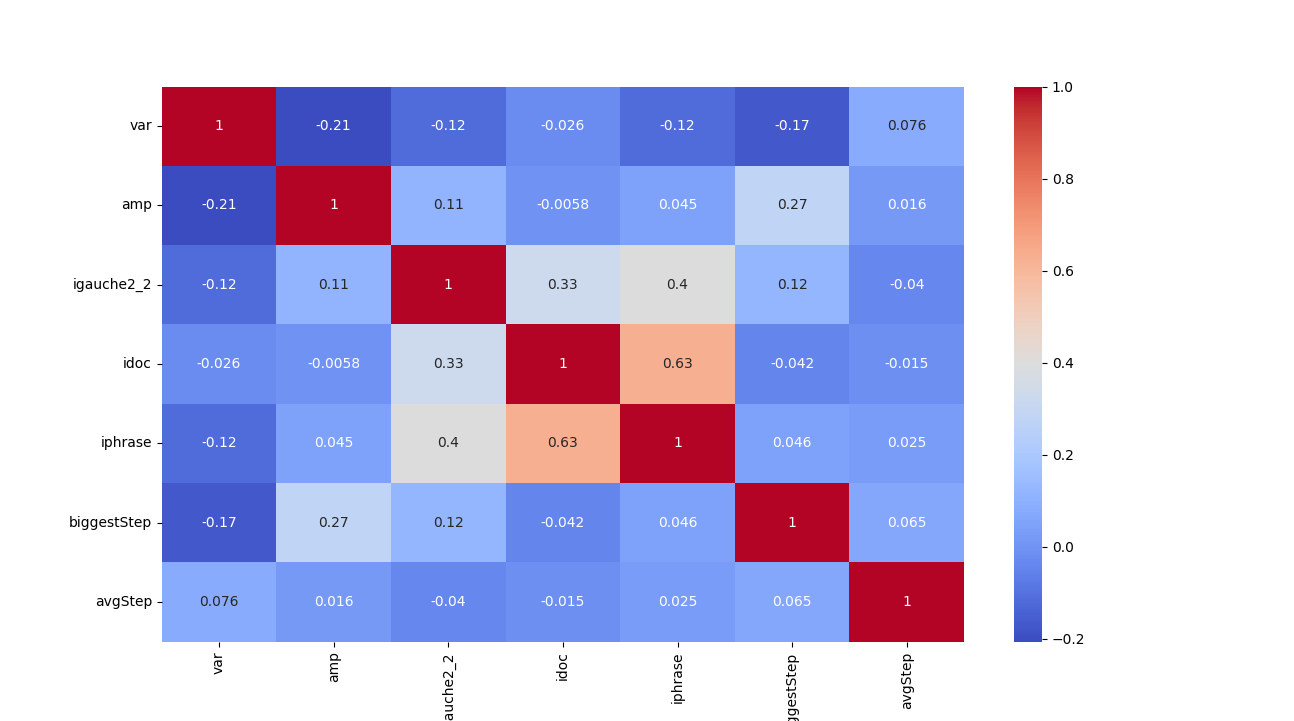 var 1 -0.21 -0.12 -0.026 -0.12 -0.17 0.076
amp -0.21 1 0.11 -0.0058 0.045 0.27 0.016
igauche2_2 -0.12 0.11 1 0.33 0.4 0.12 -0.04
idoc -0.026 -0.0058 0.33 1 0.63 -0.042 -0.015
iphrase -0.12 0.045 0.4 0.63 1 0.046 0.025
biggestStep -0.17 0.27 0.12 -0.042 0.046 1 0.065
avgStep 0.076 0.016 -0.04 -0.015 0.025 0.065 1
var amp auche2_2 idoc iphrase ggestStep avgStep
1.0
0.8
0.6
0.4
0.2
0.0
−0.2